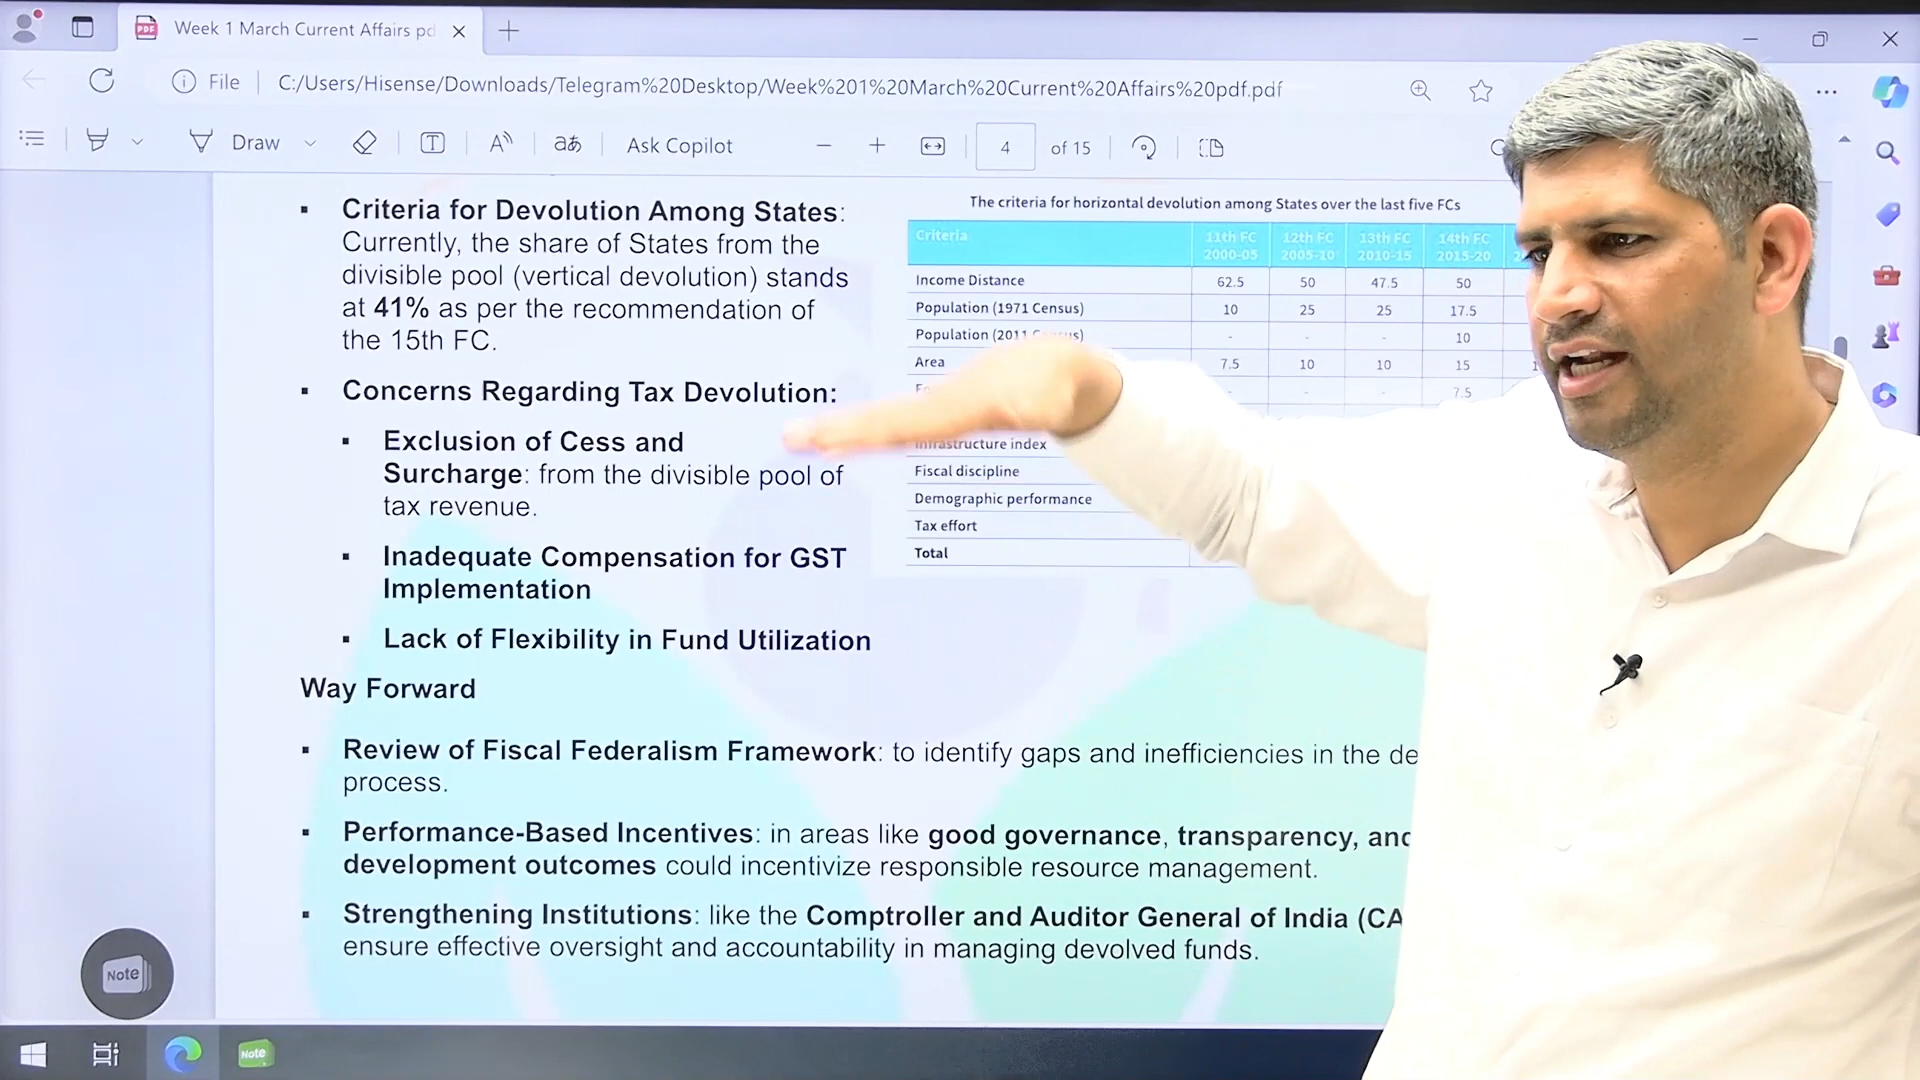 Week 1 March Current Affairs pd
File
C:/Users/Hisense/Downloads/Telegram%20Desktop/Week%201%20March%20Current%20Affairs%20pdf.pdf
Draw
Ask Copilot
4
of 15
Criteria for Devolution Among States:
Currently, the share of States from the
divisible pool (vertical devolution) stands
at 41% as per the recommendation of
the 15th FC.
Concerns Regarding Tax Devolution:
Exclusion of Cess and
Surcharge: from the divisible pool of
tax revenue.
Inadequate Compensation for GST
Implementation
Lack of Flexibility in Fund Utilization
The criteria for horizontal devolution among States over the last five FCs
Criteria 11th FC 2000-05 12th FC 2005-10 13th FC 2010-15 14th FC 2015-20
Income Distance 62.5 50 47.5 50
Population (1971 Census) 10 25 25 17.5
Population (2011 Census) - - - 10
Area 7.5 10 10 15
- - - 7.5
Infrastructure index
Fiscal discipline
Demographic performance
Tax effort
Total
Way Forward
Review of Fiscal Federalism Framework: to identify gaps and inefficiencies in the de
process.
Performance-Based Incentives: in areas like good governance, transparency, and
development outcomes could incentivize responsible resource management.
Strengthening Institutions: like the Comptroller and Auditor General of India (CA
ensure effective oversight and accountability in managing devolved funds.
Note
Note